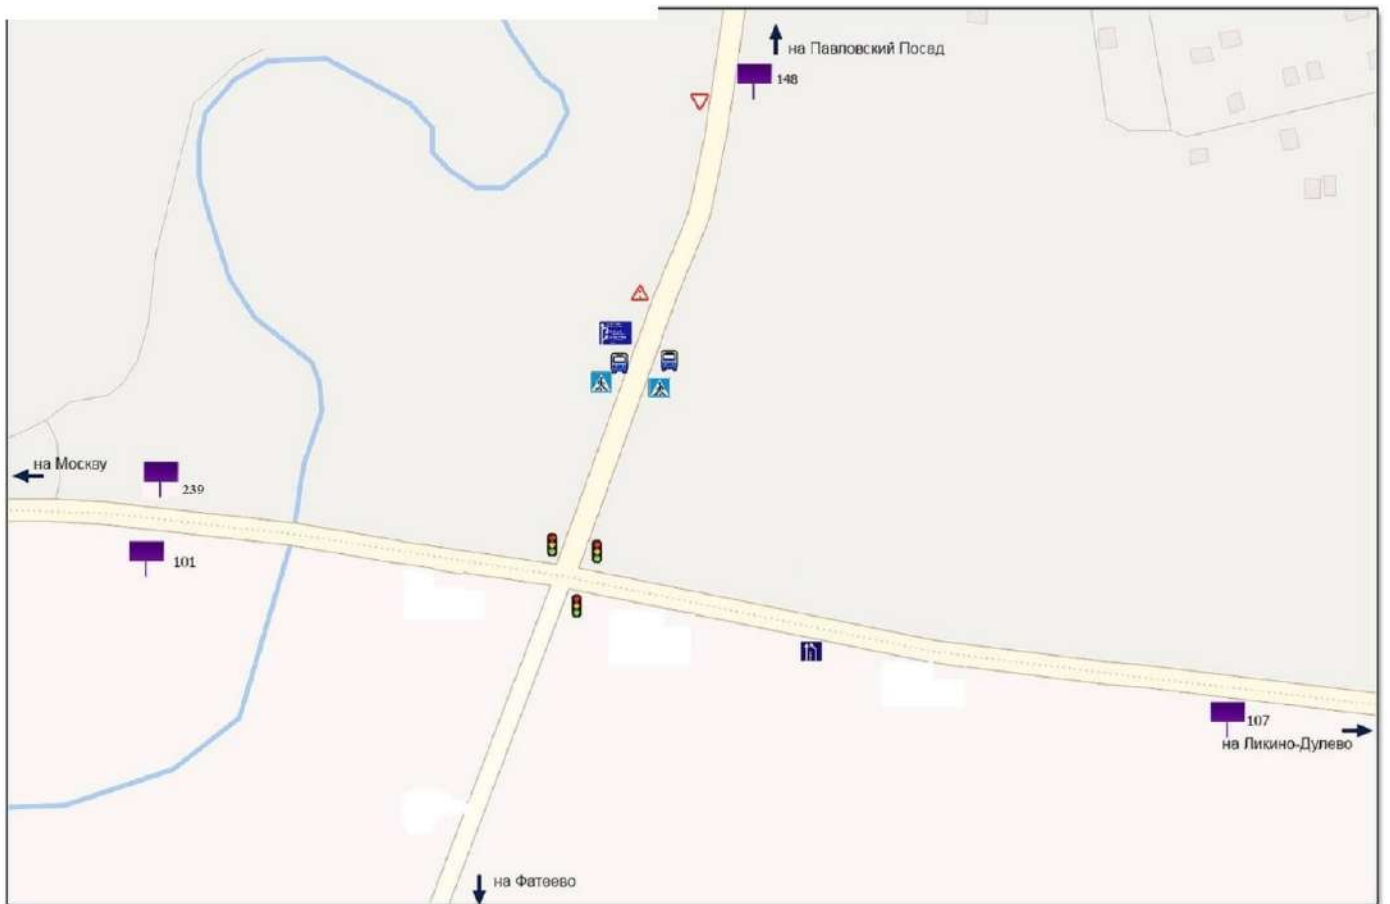 на Павловский Посад
148
на Москву
239
101
107
на Ликино-Дулево
на Фатеево